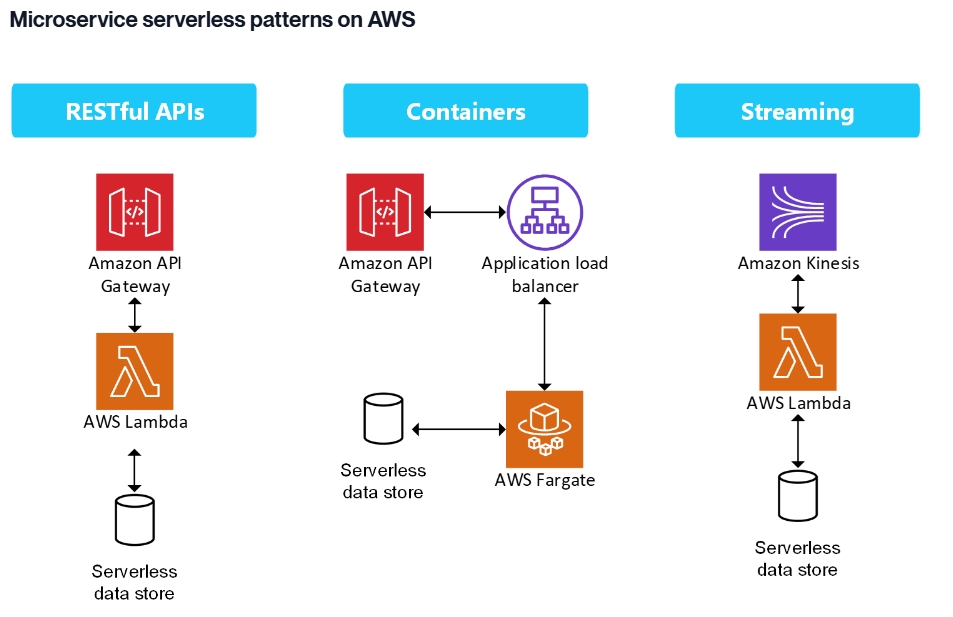 Microservice serverless patterns on AWS
RESTful APIs
Amazon API
Gateway
AWS Lambda
Serverless
data store
Containers
Amazon API
Gateway
Application load
balancer
Serverless
data store
AWS Fargate
Streaming
Amazon Kinesis
AWS Lambda
Serverless
data store